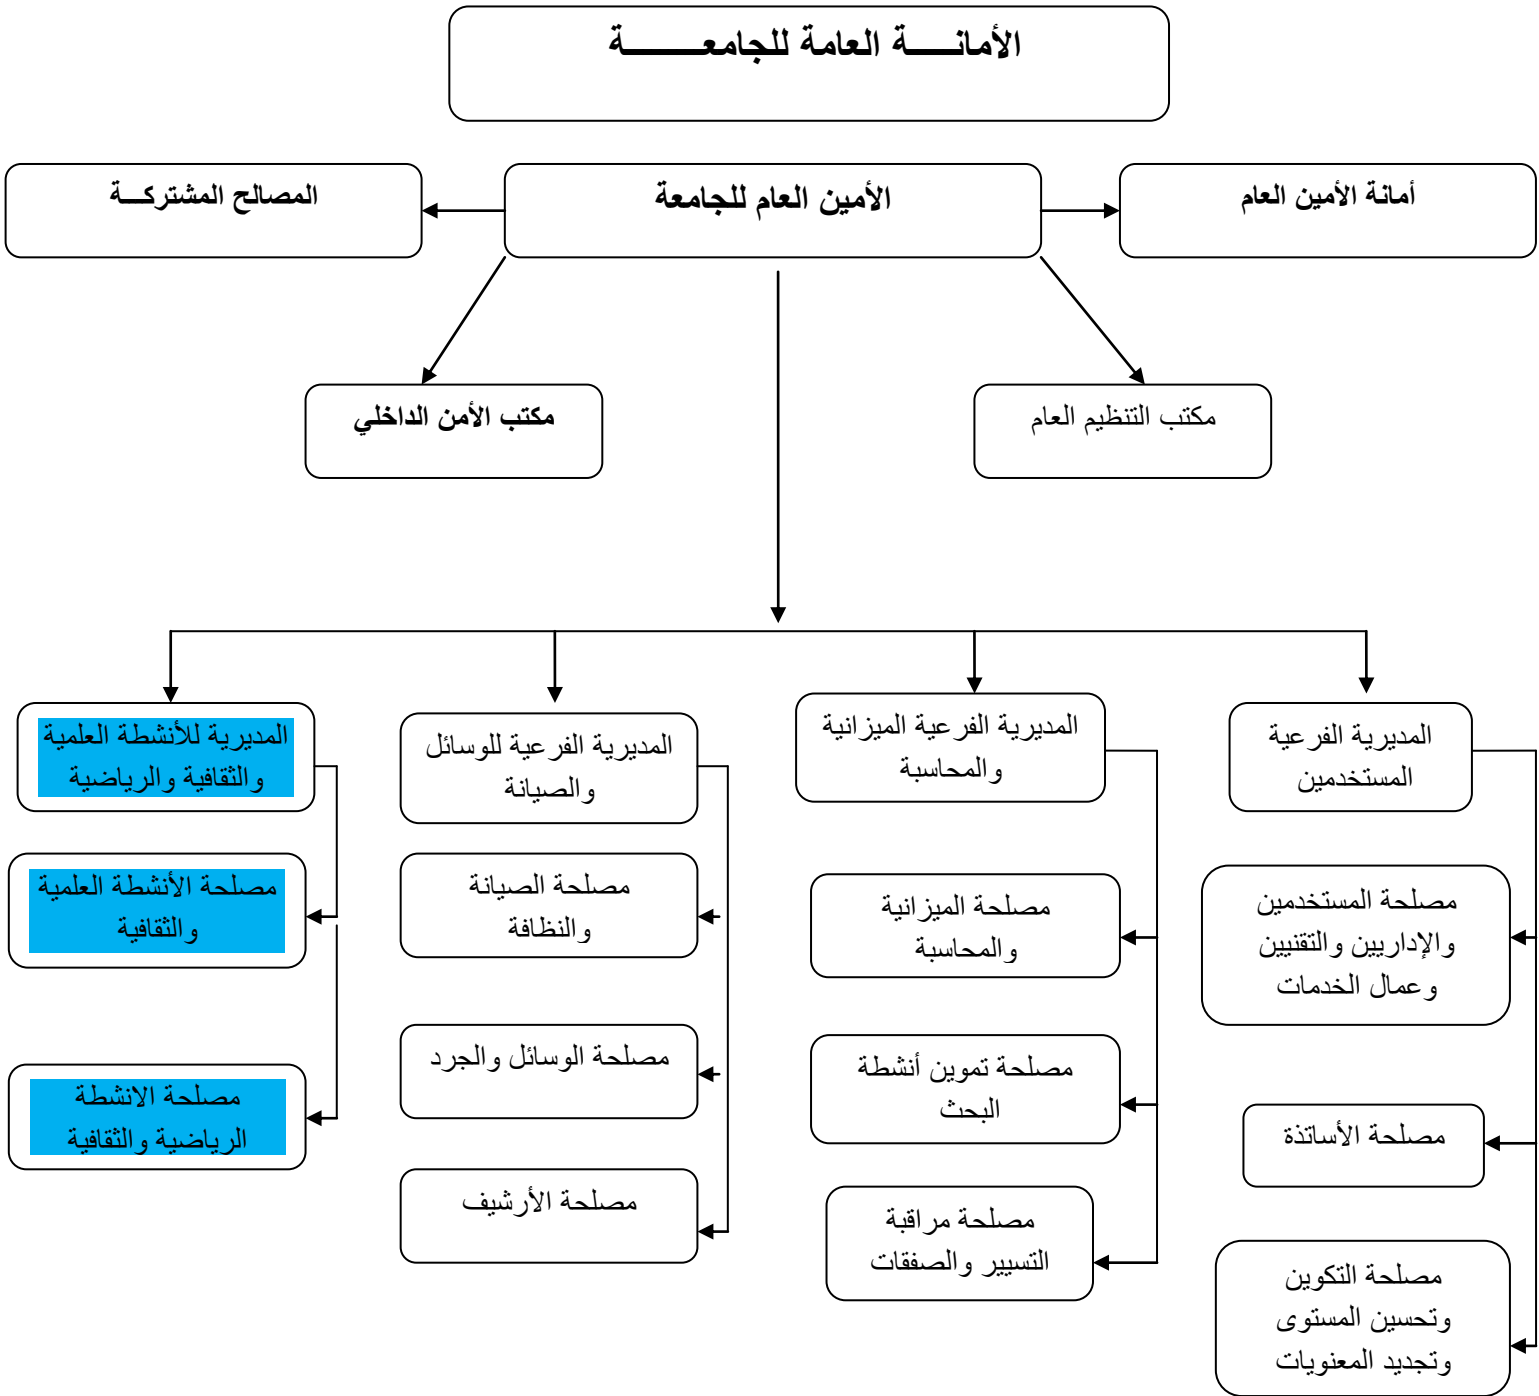 الأمانــــة العامة للجامعـــــــة
أمانة الأمين العام
الأمين العام للجامعة
المصالح المشتركــة
مكتب التنظيم العام
مكتب الأمن الداخلي
المديرية الفرعية
المستخدمين
المديرية الفرعية الميزانية
والمحاسبة
المديرية الفرعية للوسائل
والصيانة
المديرية للأنشطة العلمية
والثقافية والرياضية
مصلحة المستخدمين
والإداريين والتقنيين
وعمال الخدمات
مصلحة الميزانية
والمحاسبة
مصلحة الصيانة
والنظافة
مصلحة الأنشطة العلمية
والثقافية
مصلحة الأساتذة
مصلحة تموين أنشطة
البحث
مصلحة الوسائل والجرد
مصلحة الانشطة
الرياضية والثقافية
مصلحة التكوين
وتحسين المستوى
وتجديد المعنويات
مصلحة مراقبة
التسيير والصفقات
مصلحة الأرشيف